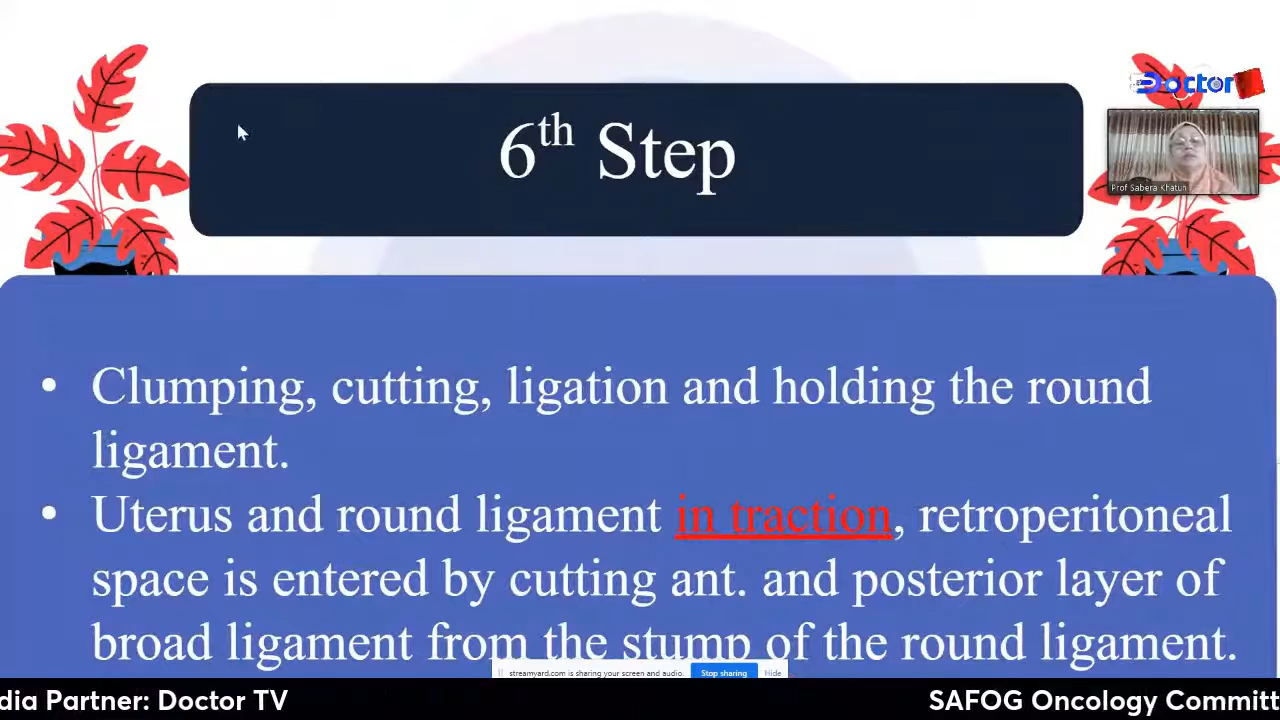 Doctor
6th Step
Prof Sabera Khatun
• Clumping, cutting, ligation and holding the round
ligament.
• Uterus and round ligament in traction, retroperitoneal
space is entered by cutting ant. and posterior layer of
broad ligament from the stump of the round ligament.
streamyard.com is sharing your screen and audio. Stop sharing Hide
dia Partner: Doctor TV SAFOG Oncology Committ